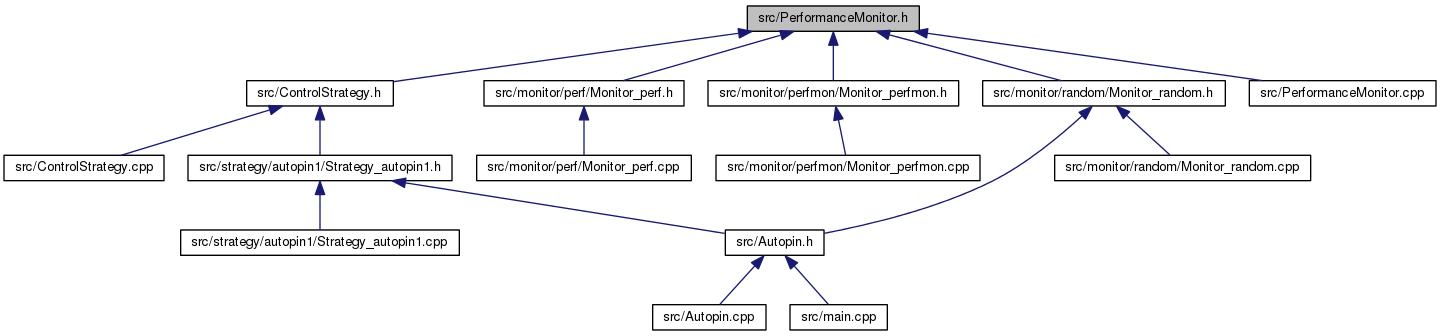 src/PerformanceMonitor.h
src/ControlStrategy.h
src/monitor/perf/Monitor_perf.h
src/monitor/perfmon/Monitor_perfmon.h
src/monitor/random/Monitor_random.h
src/PerformanceMonitor.cpp
src/ControlStrategy.cpp
src/strategy/autopin1/Strategy_autopin1.h
src/monitor/perf/Monitor_perf.cpp
src/monitor/perfmon/Monitor_perfmon.cpp
src/monitor/random/Monitor_random.cpp
src/strategy/autopin1/Strategy_autopin1.cpp
src/Autopin.h
src/Autopin.cpp
src/main.cpp